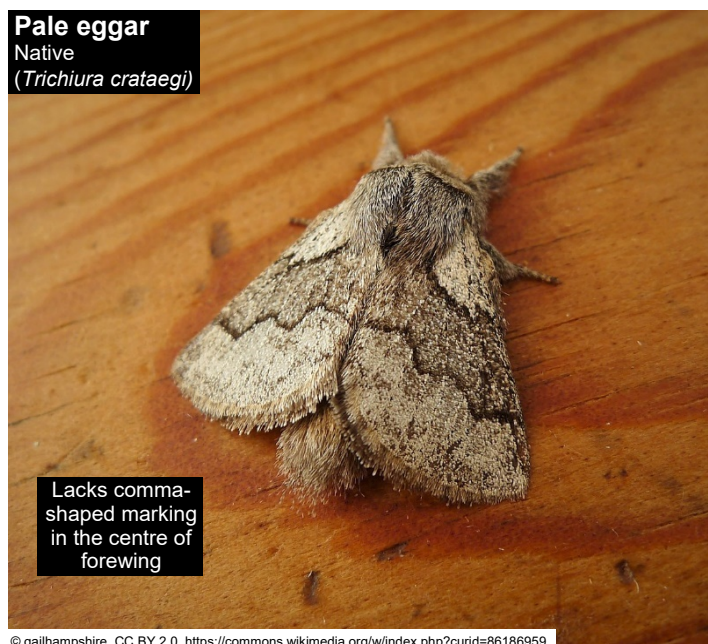 Pale eggar
Native
(Trichiura crataegi)
Lacks comma-
shaped marking
in the centre of
forewing
© gailhampshire, CC BY 2.0, https://commons.wikimedia.org/w/index.php?curid=86186959